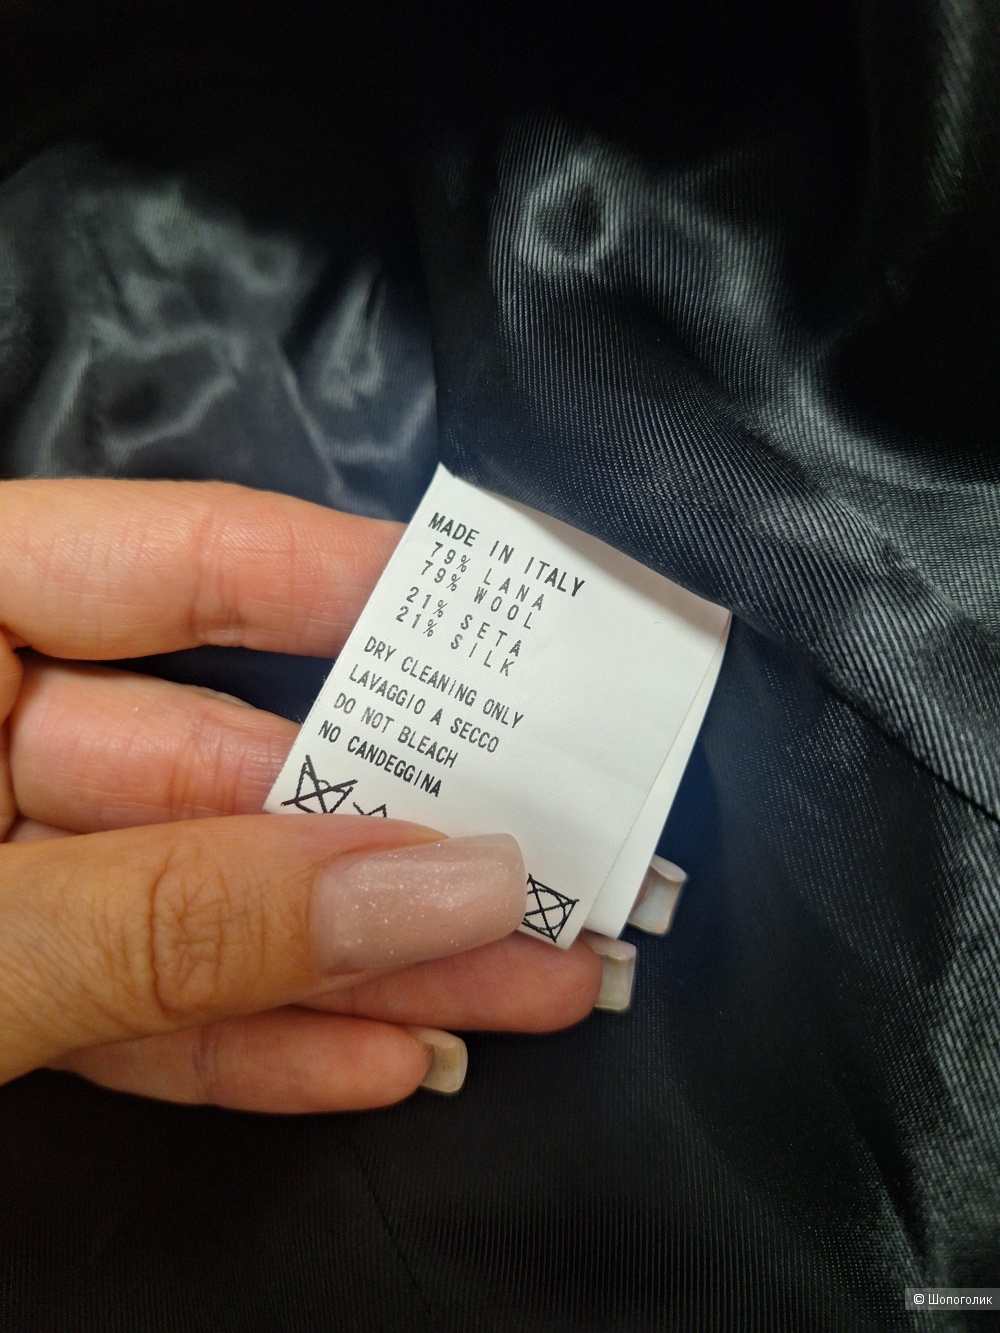 MADE IN ITALY
79% LANA
79% WOOL
21% SETA
21% SILK
DRY CLEANING ONLY
LAVAGGIO A SECCO
DO NOT BLEACH
NO CANDEGGINA
© Шопоголик